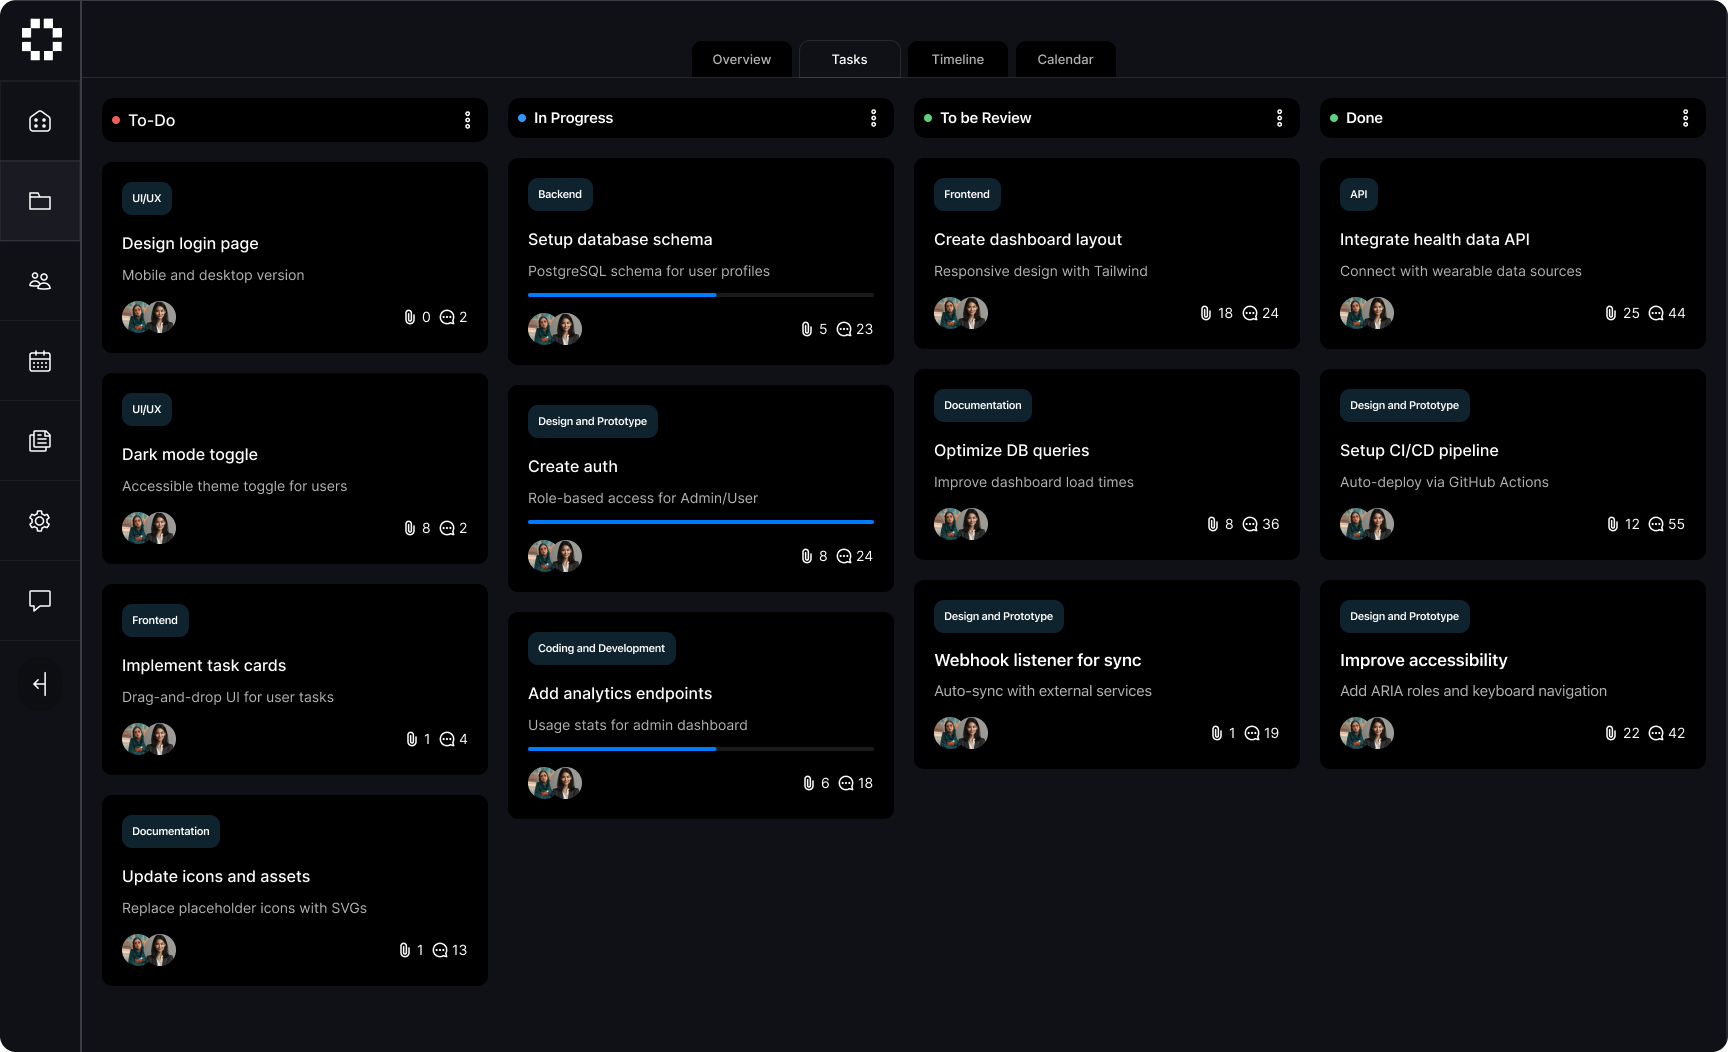 Overview
Tasks
Timeline
Calendar
To-Do
UI/UX
Design login page
Mobile and desktop version
0 2
UI/UX
Dark mode toggle
Accessible theme toggle for users
8 2
Frontend
Implement task cards
Drag-and-drop UI for user tasks
1 4
Documentation
Update icons and assets
Replace placeholder icons with SVGs
1 13
In Progress
Backend
Setup database schema
PostgreSQL schema for user profiles
5 23
Design and Prototype
Create auth
Role-based access for Admin/User
8 24
Coding and Development
Add analytics endpoints
Usage stats for admin dashboard
6 18
To be Review
Frontend
Create dashboard layout
Responsive design with Tailwind
18 24
Documentation
Optimize DB queries
Improve dashboard load times
8 36
Design and Prototype
Webhook listener for sync
Auto-sync with external services
1 19
Done
API
Integrate health data API
Connect with wearable data sources
25 44
Design and Prototype
Setup CI/CD pipeline
Auto-deploy via GitHub Actions
12 55
Design and Prototype
Improve accessibility
Add ARIA roles and keyboard navigation
22 42